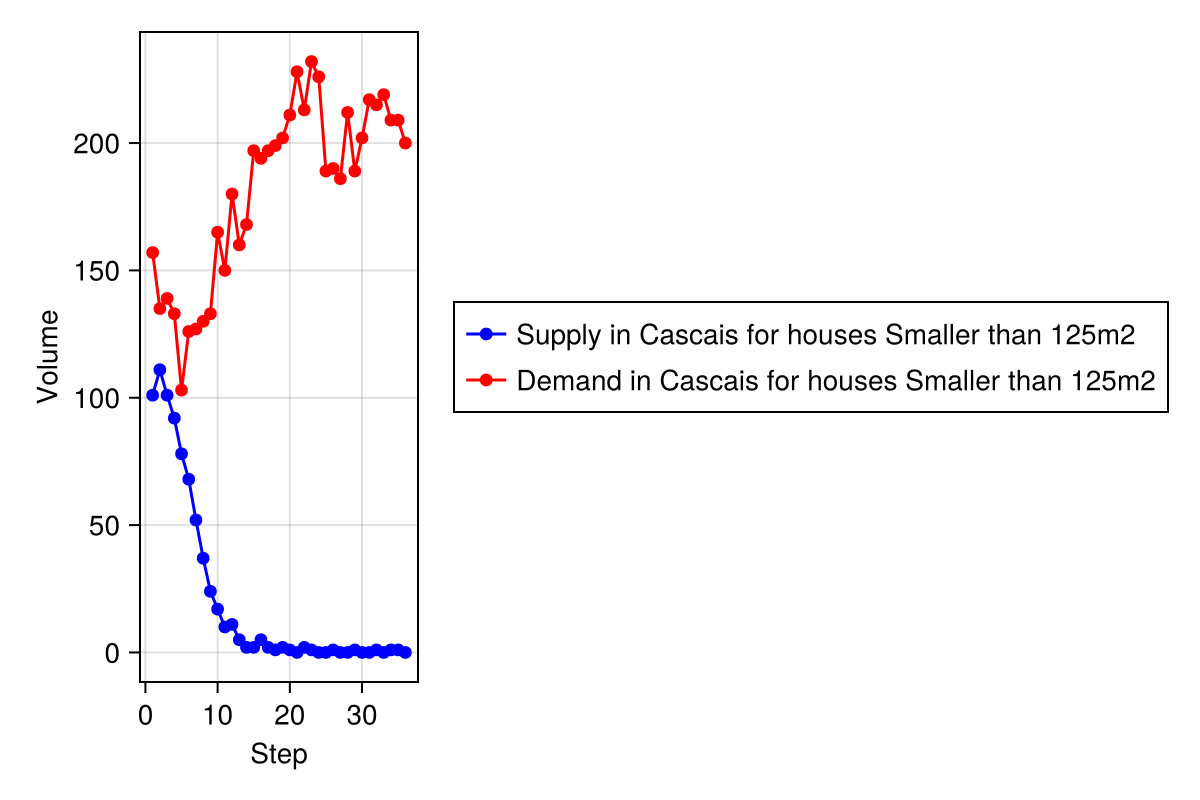 Volume
200
150
100
50
0
0 10 20 30
Step
Supply in Cascais for houses Smaller than 125m2
Demand in Cascais for houses Smaller than 125m2